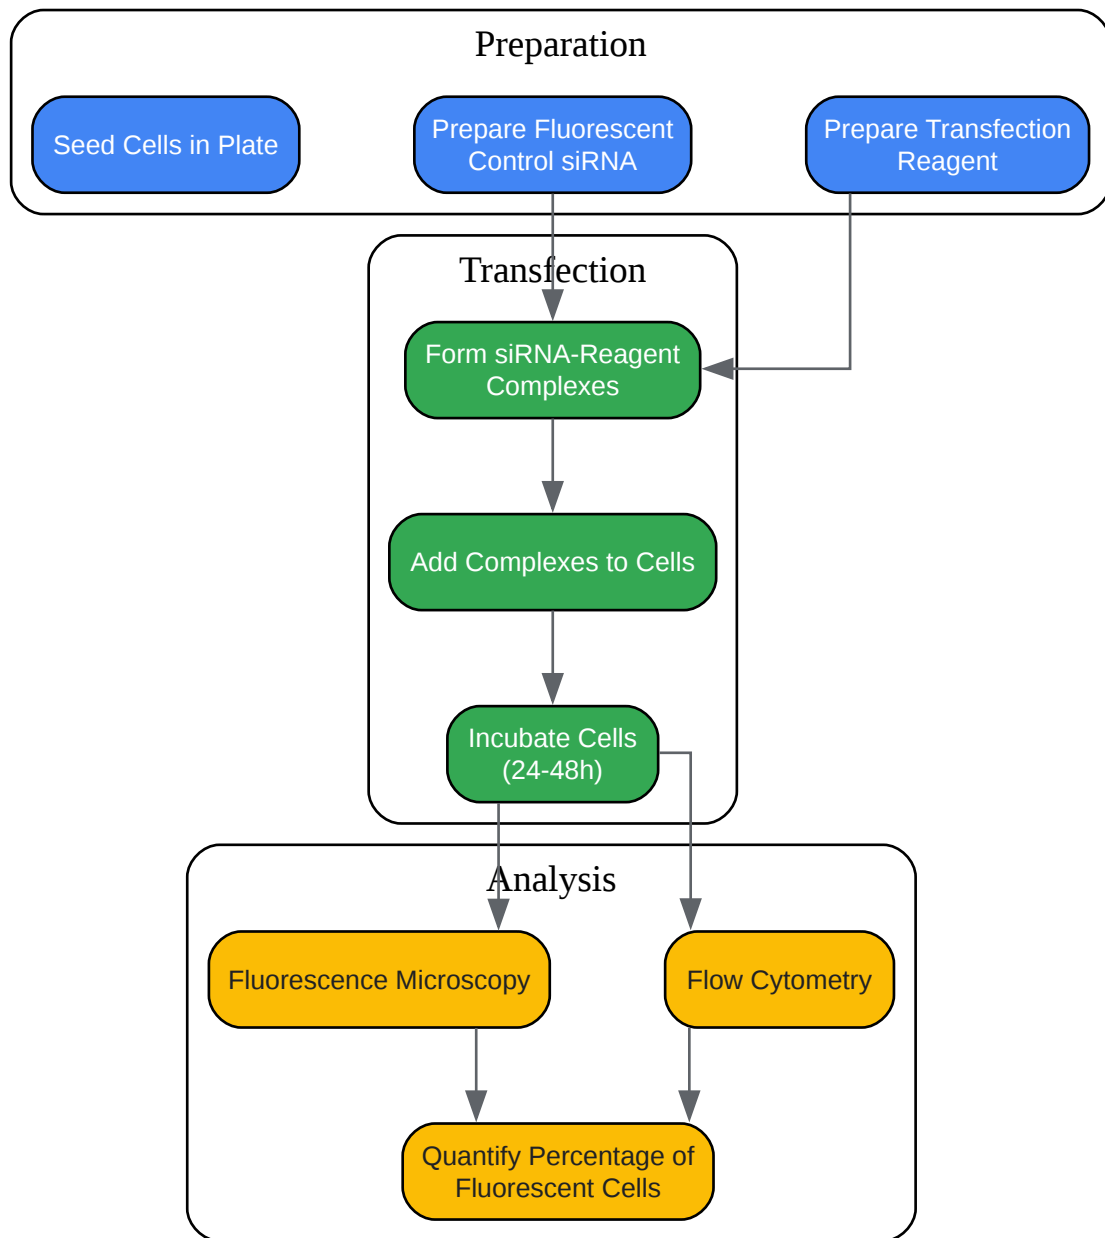 Preparation
Seed Cells in Plate
Prepare Fluorescent
Control siRNA
Prepare Transfection
Reagent
Transfection
Form siRNA-Reagent
Complexes
Add Complexes to Cells
Incubate Cells
(24-48h)
Analysis
Fluorescence Microscopy
Flow Cytometry
Quantify Percentage of
Fluorescent Cells